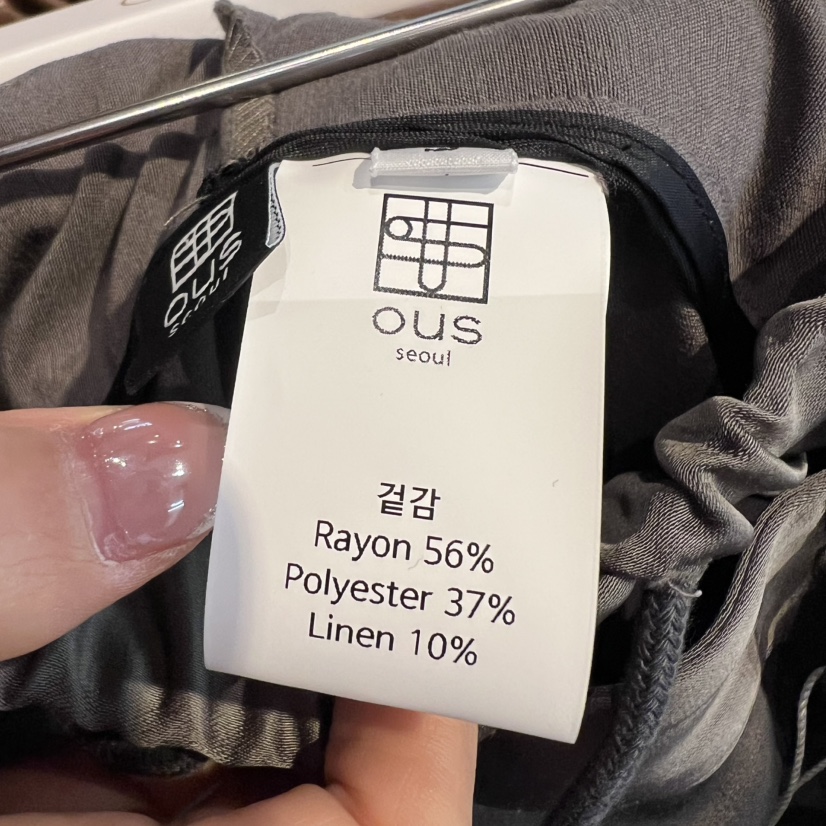 ous
seoul
ous
seoul
겉감
Rayon 56%
Polyester 37%
Linen 10%